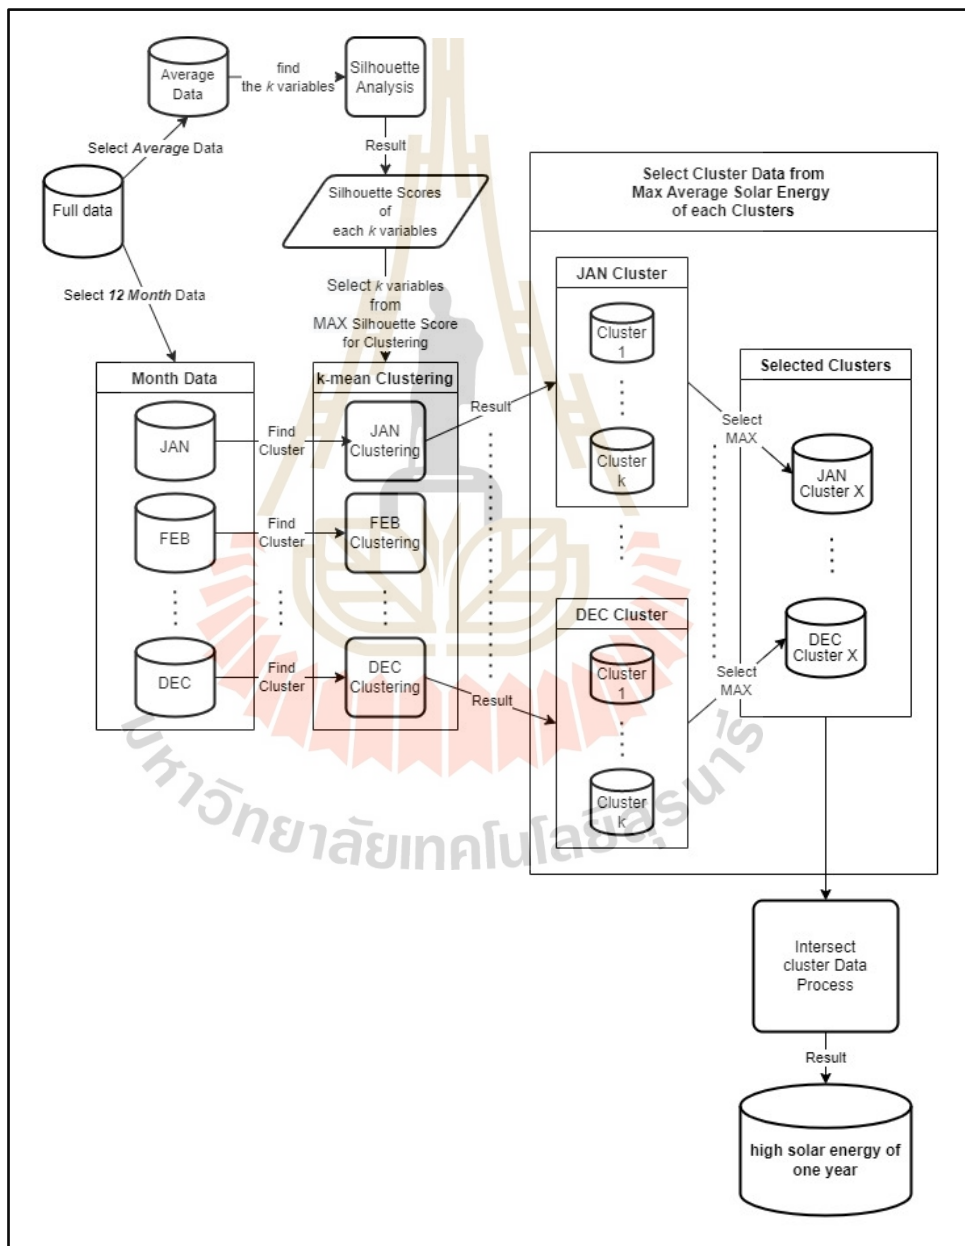 find
the k variables
Average
Data
Silhouette
Analysis
Select Average Data
Result
Full data
Silhouette Scores
of
each k variables
Select 12 Month Data
Select k variables
from
MAX Silhouette Score
for Clustering
Month Data
k-mean Clustering
JAN
Find
Cluster
JAN
Clustering
FEB
Find
Cluster
FEB
Clustering
DEC
Find
Cluster
DEC
Clustering
Result
Result
Select Cluster Data from
Max Average Solar Energy
of each Clusters
JAN Cluster
Cluster
1
Cluster
k
DEC Cluster
Cluster
1
Cluster
k
Select
MAX
Select
MAX
Selected Clusters
JAN
Cluster X
DEC
Cluster X
มหาวิทยาลัยเทคโนโลยีสุรนารี
Intersect
cluster Data
Process
Result
high solar energy of
one year